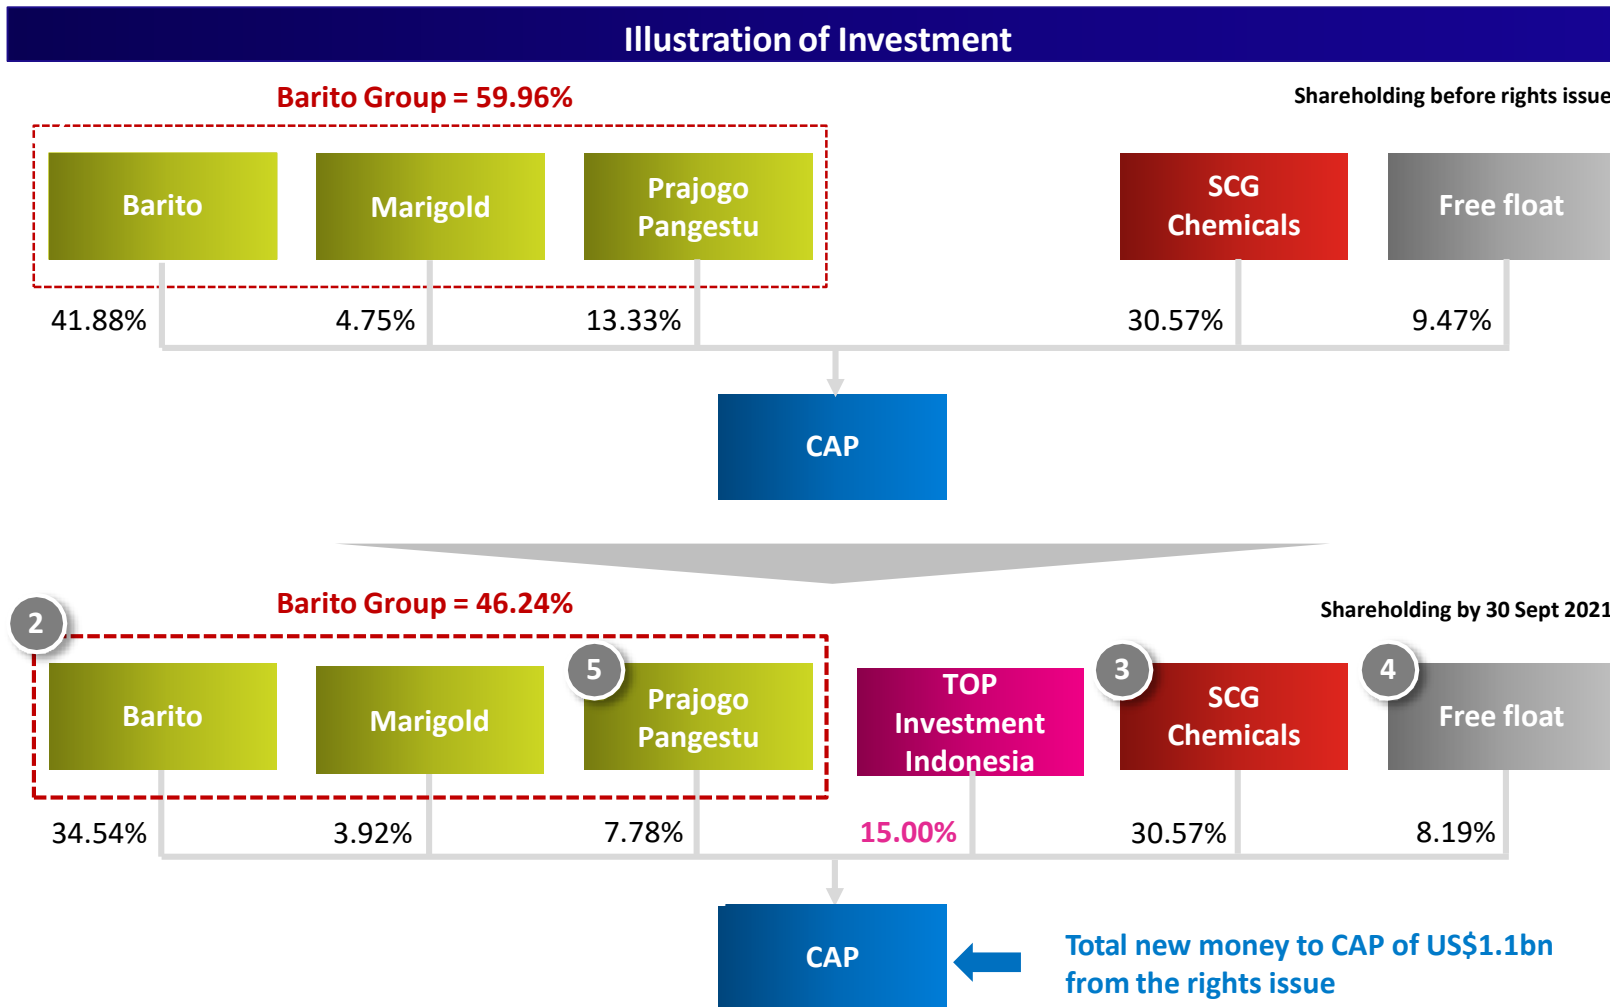 Illustration of Investment
Barito Group = 59.96%
Shareholding before rights issue
Barito
Marigold
Prajogo
Pangestu
SCG
Chemicals
Free float
41.88%
4.75%
13.33%
30.57%
9.47%
CAP
Barito Group = 46.24%
Shareholding by 30 Sept 2021
2
5
3
4
Barito
Marigold
Prajogo
Pangestu
TOP
Investment
Indonesia
SCG
Chemicals
Free float
34.54%
3.92%
7.78%
15.00%
30.57%
8.19%
CAP
Total new money to CAP of US$1.1bn
from the rights issue